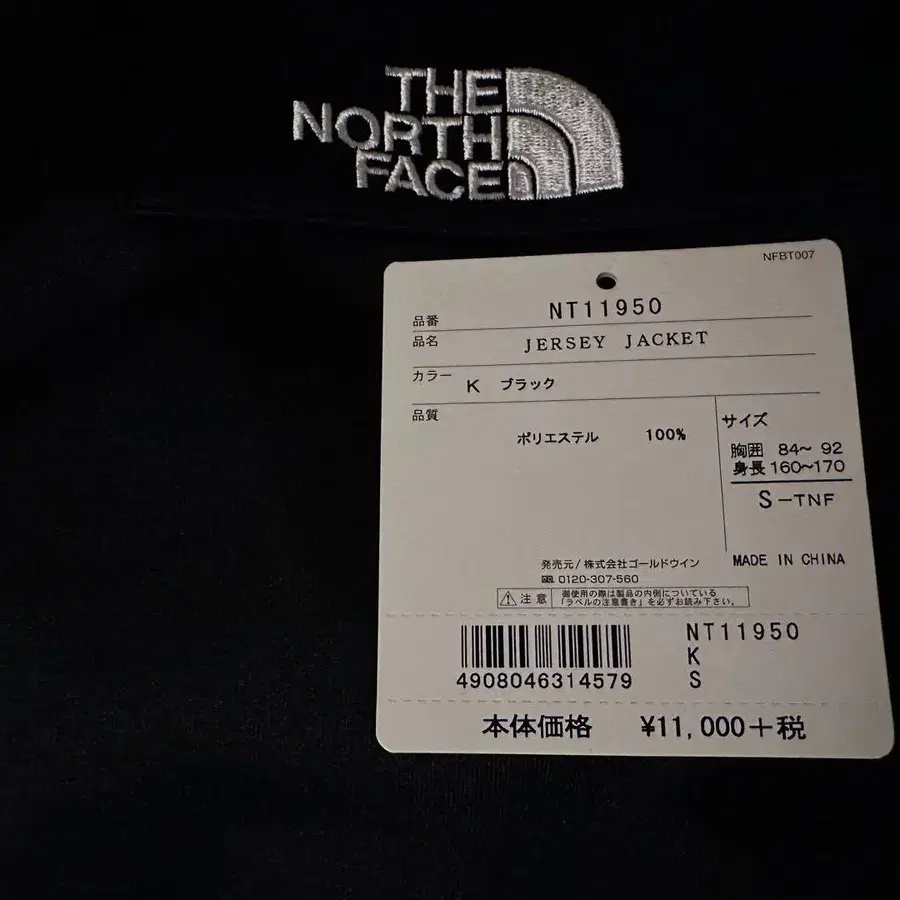 THE
NORTH
FACE
NFBT007
品番 NT11950
品名 JERSEY JACKET
カラー K ブラック
品質
ポリエステル 100%
サイズ
胸囲 84～ 92
身長 160～170
S-TNF
MADE IN CHINA
発売元/株式会社ゴールドウイン
0120-307-560
注意 御使用の際は製品の内側についている
「ラベルの注意書き」を必ずお読み下さい。
NT11950
K
S
4908046314579
本体価格 ¥11,000+税